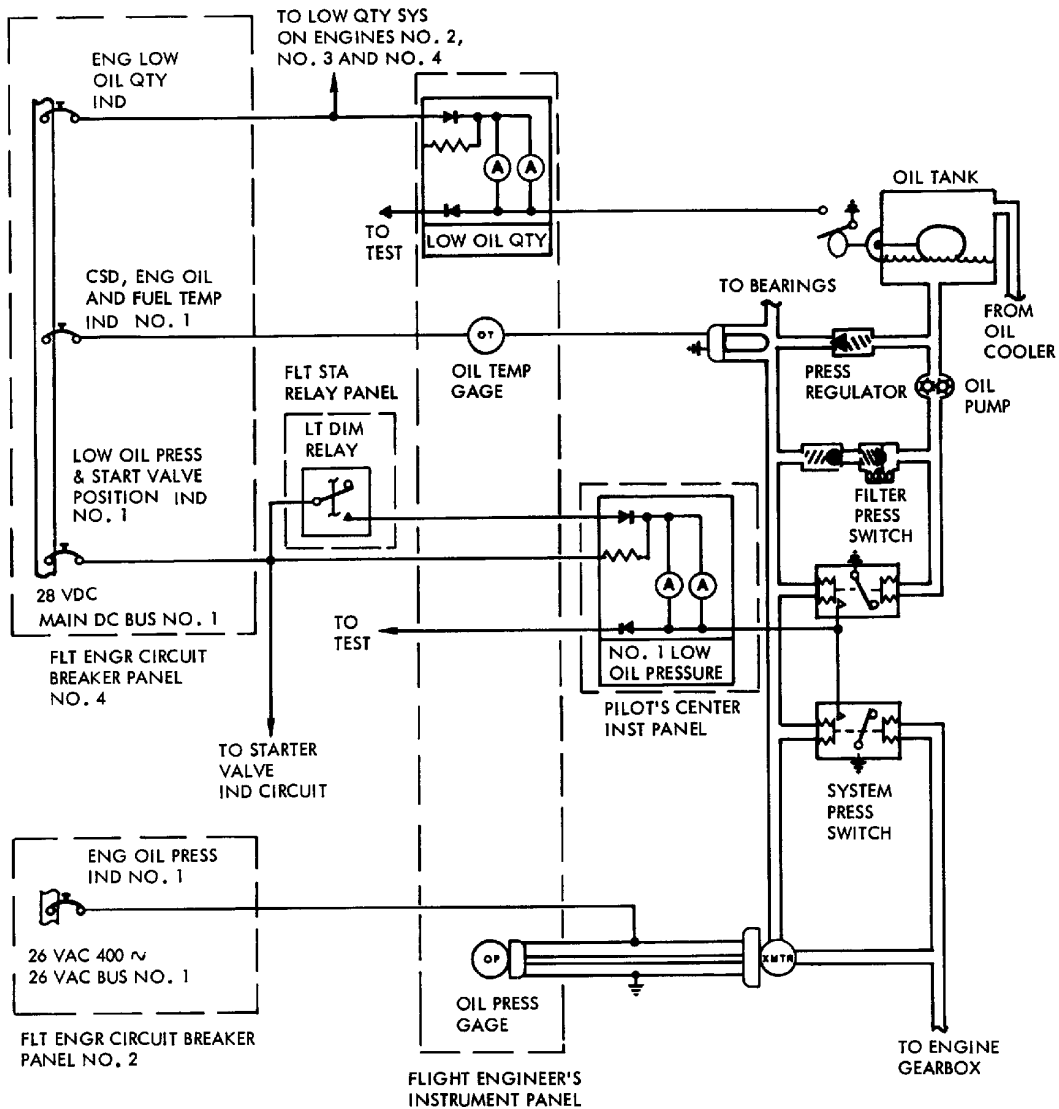 TO LOW QTY SYS
ON ENGINES NO. 2,
NO. 3 AND NO. 4
ENG LOW
OIL QTY
IND
A
A
TO
TEST
LOW OIL QTY
OIL TANK
FROM
OIL
COOLER
CSD, ENG OIL
AND FUEL TEMP
IND NO. 1
OT
OIL TEMP
GAGE
TO BEARINGS
PRESS
REGULATOR
OIL
PUMP
FLT STA
RELAY PANEL
LT DIM
RELAY
LOW OIL PRESS
& START VALVE
POSITION IND
NO. 1
FILTER
PRESS
SWITCH
28 VDC
MAIN DC BUS NO. 1
A
A
TO
TEST
NO. 1 LOW
OIL PRESSURE
FLT ENGR CIRCUIT
BREAKER PANEL
NO. 4
PILOT'S CENTER
INST PANEL
TO STARTER
VALVE
IND CIRCUIT
SYSTEM
PRESS
SWITCH
ENG OIL PRESS
IND NO. 1
26 VAC 400 ~
26 VAC BUS NO. 1
OP
XMTR
OIL PRESS
GAGE
FLT ENGR CIRCUIT BREAKER
PANEL NO. 2
TO ENGINE
GEARBOX
FLIGHT ENGINEER'S
INSTRUMENT PANEL